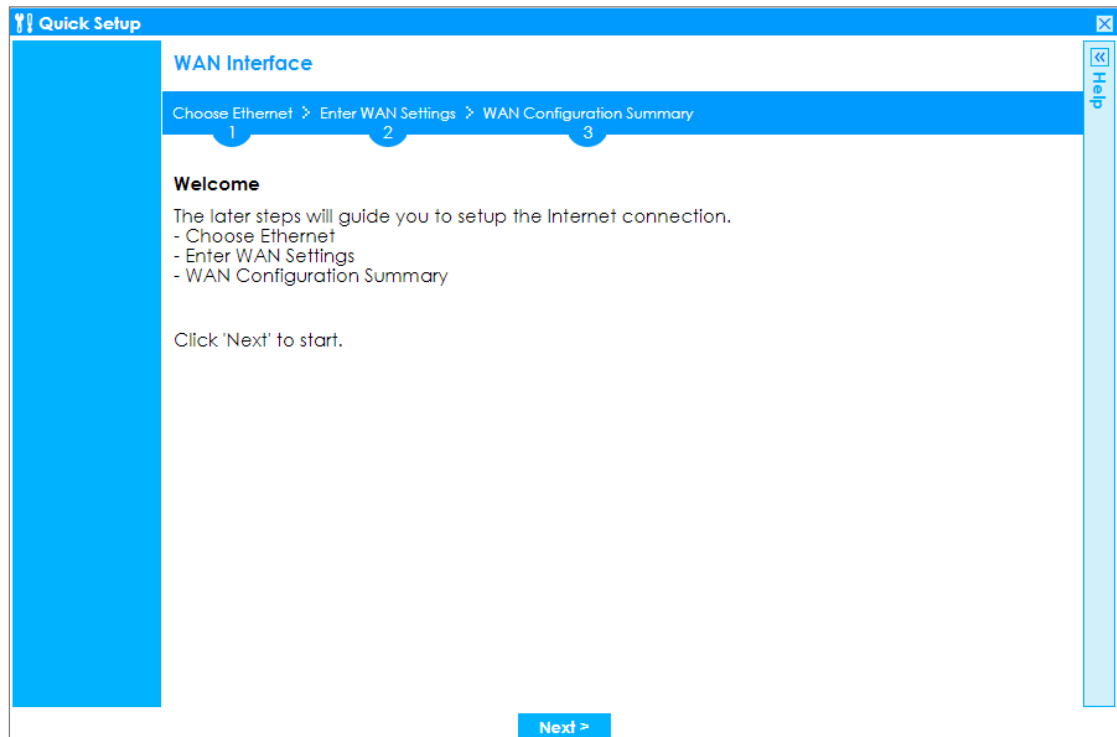 Quick Setup
Help
WAN Interface
Choose Ethernet > Enter WAN Settings > WAN Configuration Summary
1 2 3
Welcome
The later steps will guide you to setup the Internet connection.
- Choose Ethernet
- Enter WAN Settings
- WAN Configuration Summary
Click 'Next' to start.
Next >